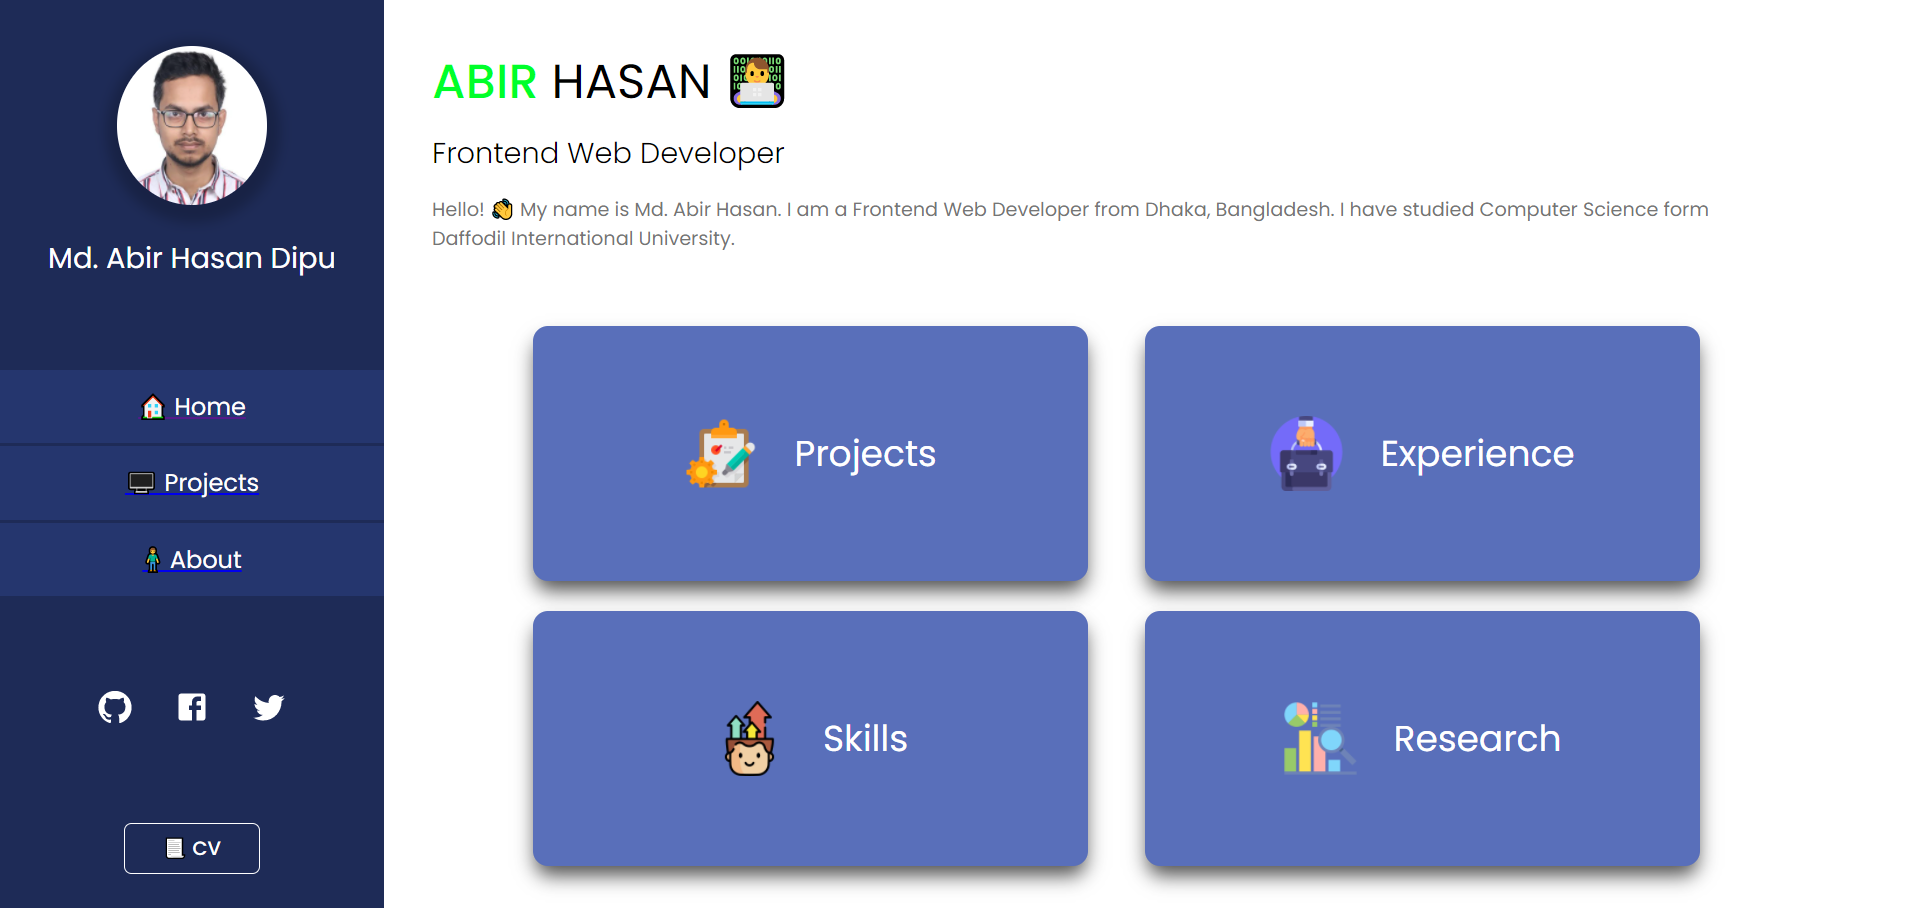 Md. Abir Hasan Dipu
🏠 Home
🖥️ Projects
🧍 About
📃 CV
ABIR HASAN 👨‍💻
Frontend Web Developer
Hello! 👋 My name is Md. Abir Hasan. I am a Frontend Web Developer from Dhaka, Bangladesh. I have studied Computer Science form
Daffodil International University.
Projects
Experience
Skills
Research